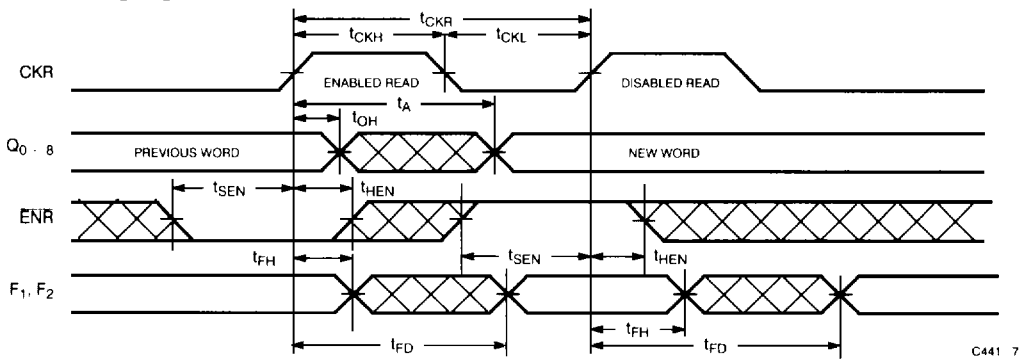 tCKR
tCKH tCKL
CKR ENABLED READ DISABLED READ
tA
tOH
Q0 - 8 PREVIOUS WORD NEW WORD
tSEN tHEN
ENR
tFH tSEN tHEN
F1, F2
tFH
tFD tFD
C441 7